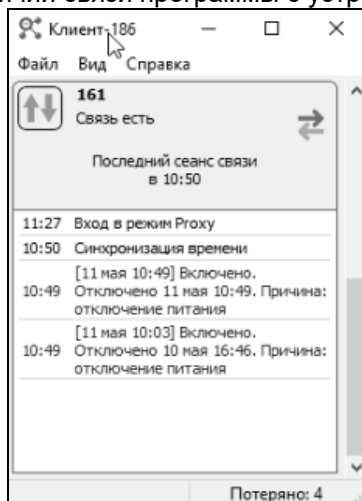 Клиент-186
Файл Вид Справка
161
Связь есть
Последний сеанс связи
в 10:50
11:27 Вход в режим Proxy
10:50 Синхронизация времени
[11 мая 10:49] Включено.
10:49 Отключено 11 мая 10:49. Причина:
отключение питания
[11 мая 10:03] Включено.
10:49 Отключено 10 мая 16:46. Причина:
отключение питания
Потеряно: 4